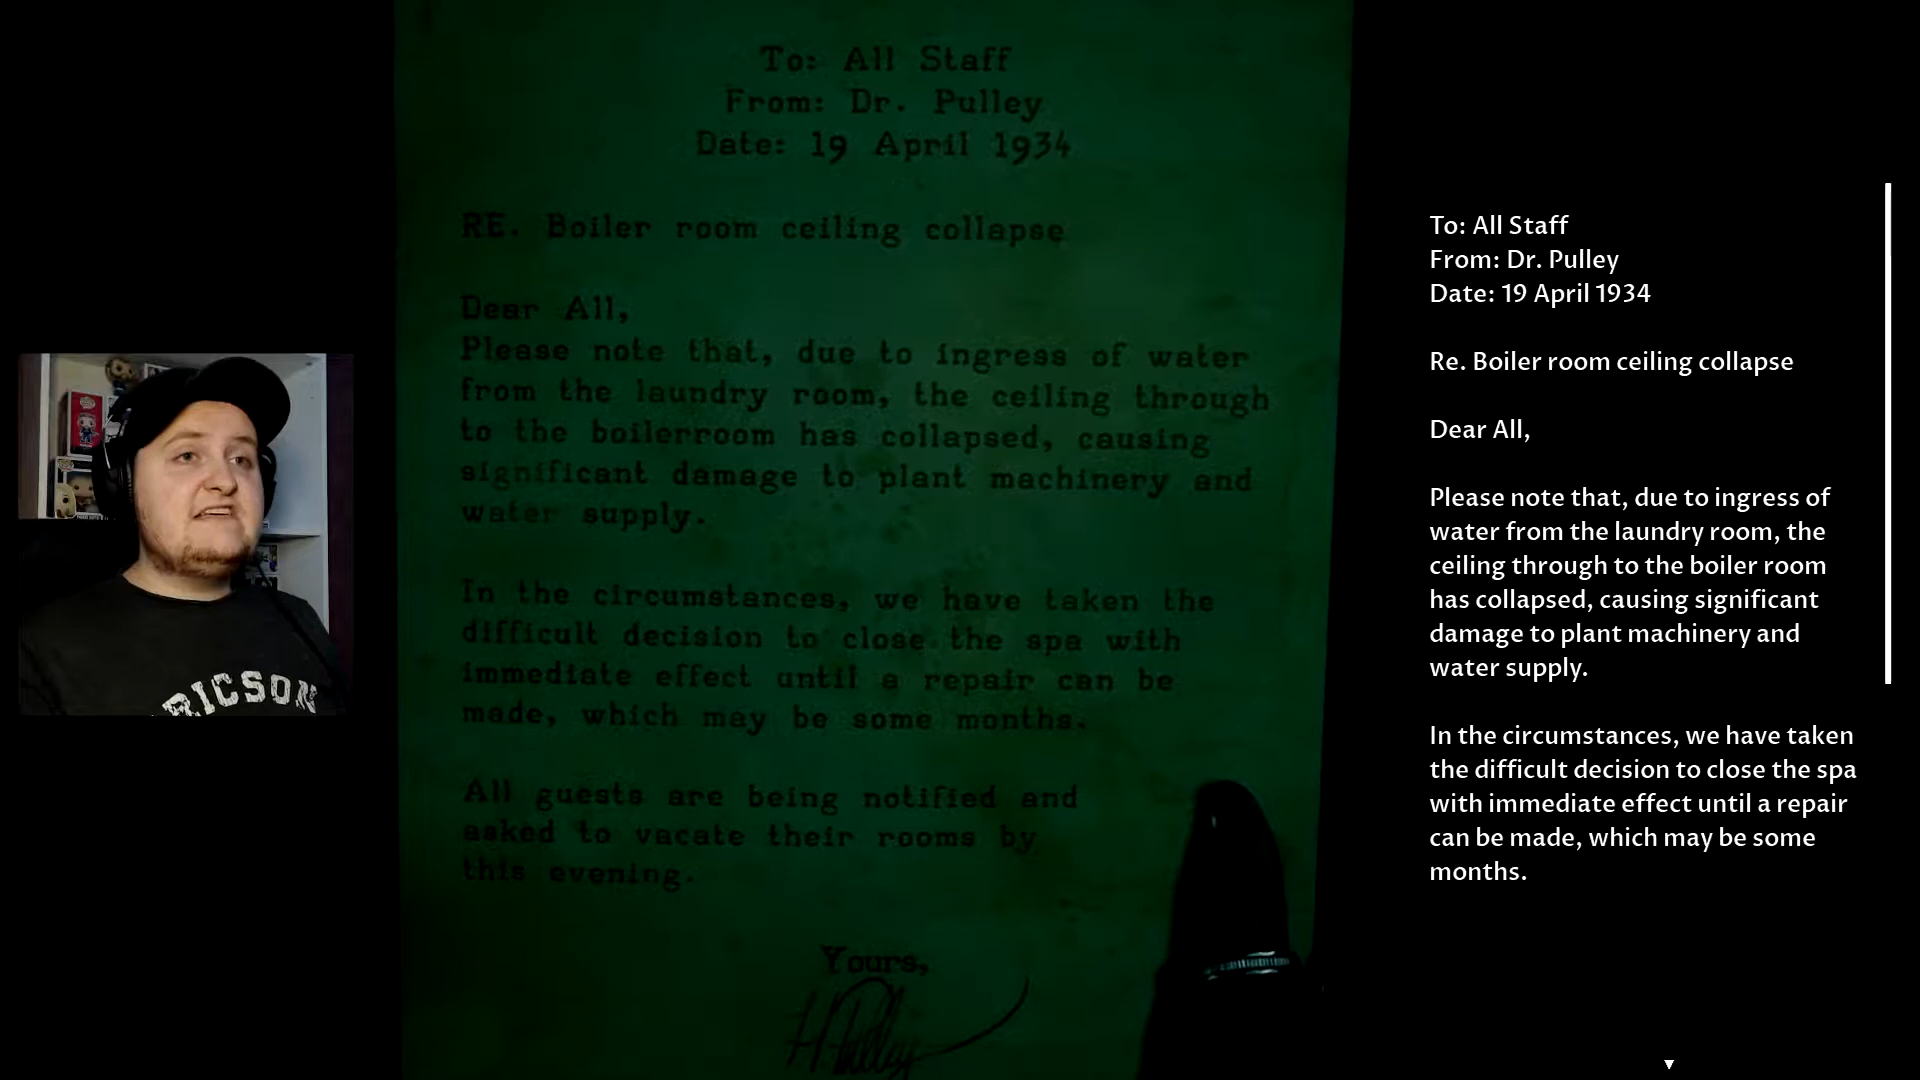 To: All Staff
From: Dr. Pulley
Date: 19 April 1934
RE. Boiler room ceiling collapse
Dear All,
Please note that, due to ingress of water
from the laundry room, the ceiling through
to the boilerroom has collapsed, causing
significant damage to plant machinery and
water supply.
In the circumstances, we have taken the
difficult decision to close the spa with
immediate effect until a repair can be
made, which may be some months.
All guests are being notified and
asked to vacate their rooms by
this evening.
Yours,
H Pulley
RICSON
To: All Staff
From: Dr. Pulley
Date: 19 April 1934
Re. Boiler room ceiling collapse
Dear All,
Please note that, due to ingress of
water from the laundry room, the
ceiling through to the boiler room
has collapsed, causing significant
damage to plant machinery and
water supply.
In the circumstances, we have taken
the difficult decision to close the spa
with immediate effect until a repair
can be made, which may be some
months.